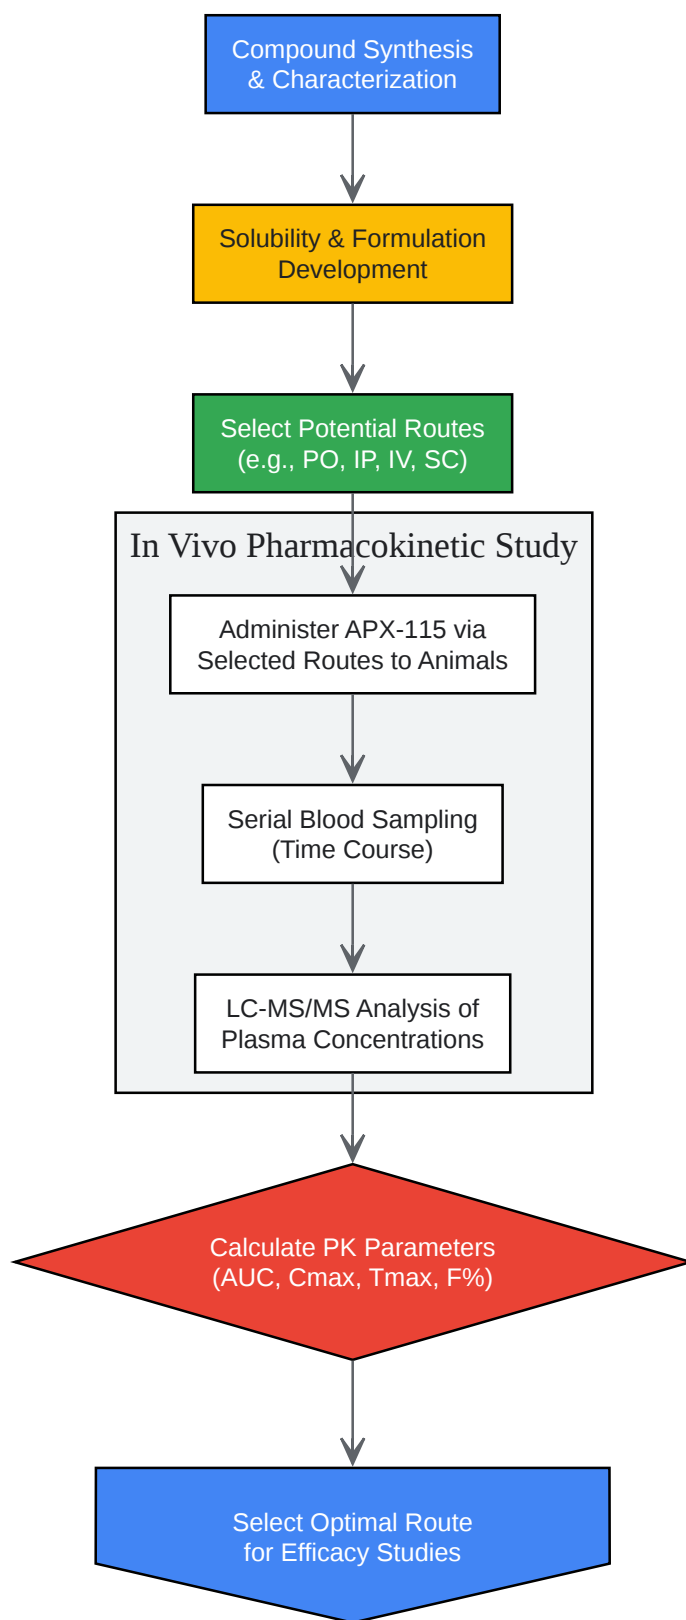 Compound Synthesis
& Characterization
Solubility & Formulation
Development
Select Potential Routes
(e.g., PO, IP, IV, SC)
In Vivo Pharmacokinetic Study
Administer APX-115 via
Selected Routes to Animals
Serial Blood Sampling
(Time Course)
LC-MS/MS Analysis of
Plasma Concentrations
Calculate PK Parameters
(AUC, Cmax, Tmax, F%)
Select Optimal Route
for Efficacy Studies